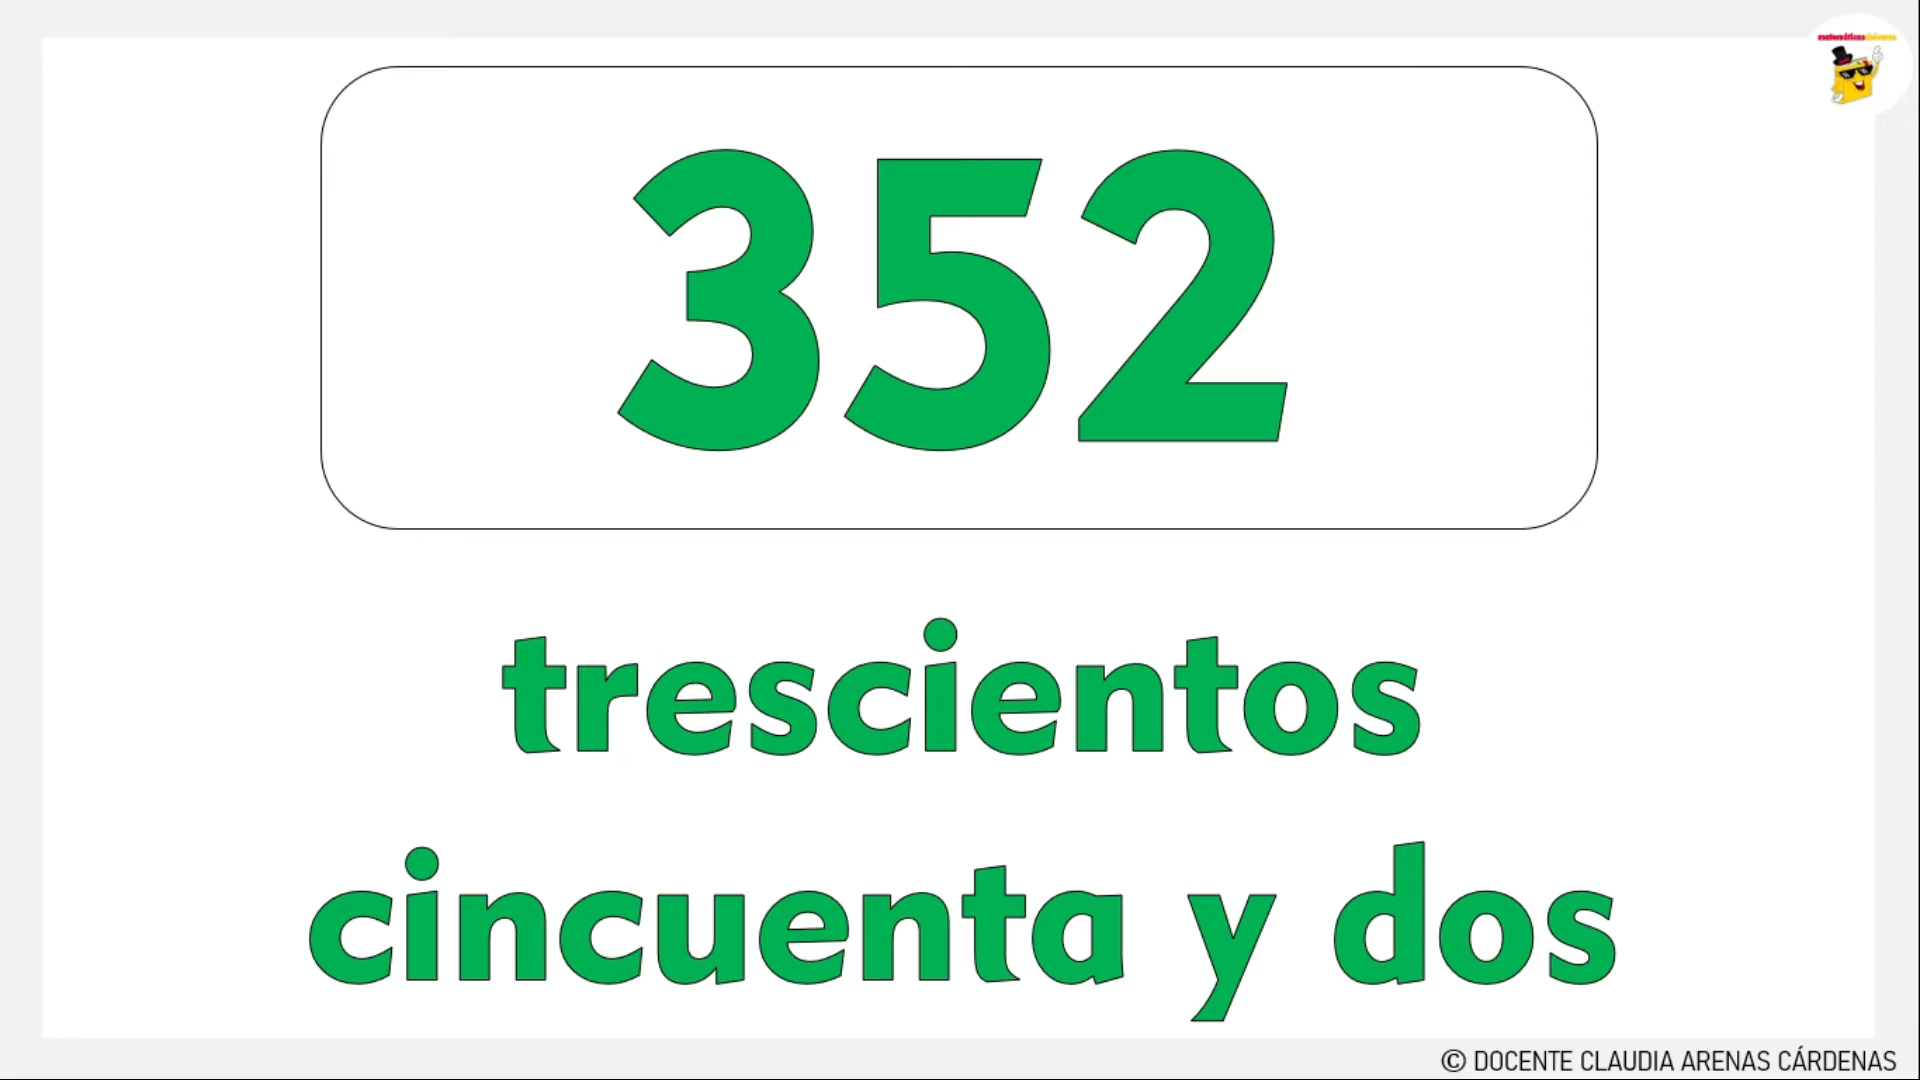 352
trescientos
cincuenta y dos
© DOCENTE CLAUDIA ARENAS CÁRDENAS